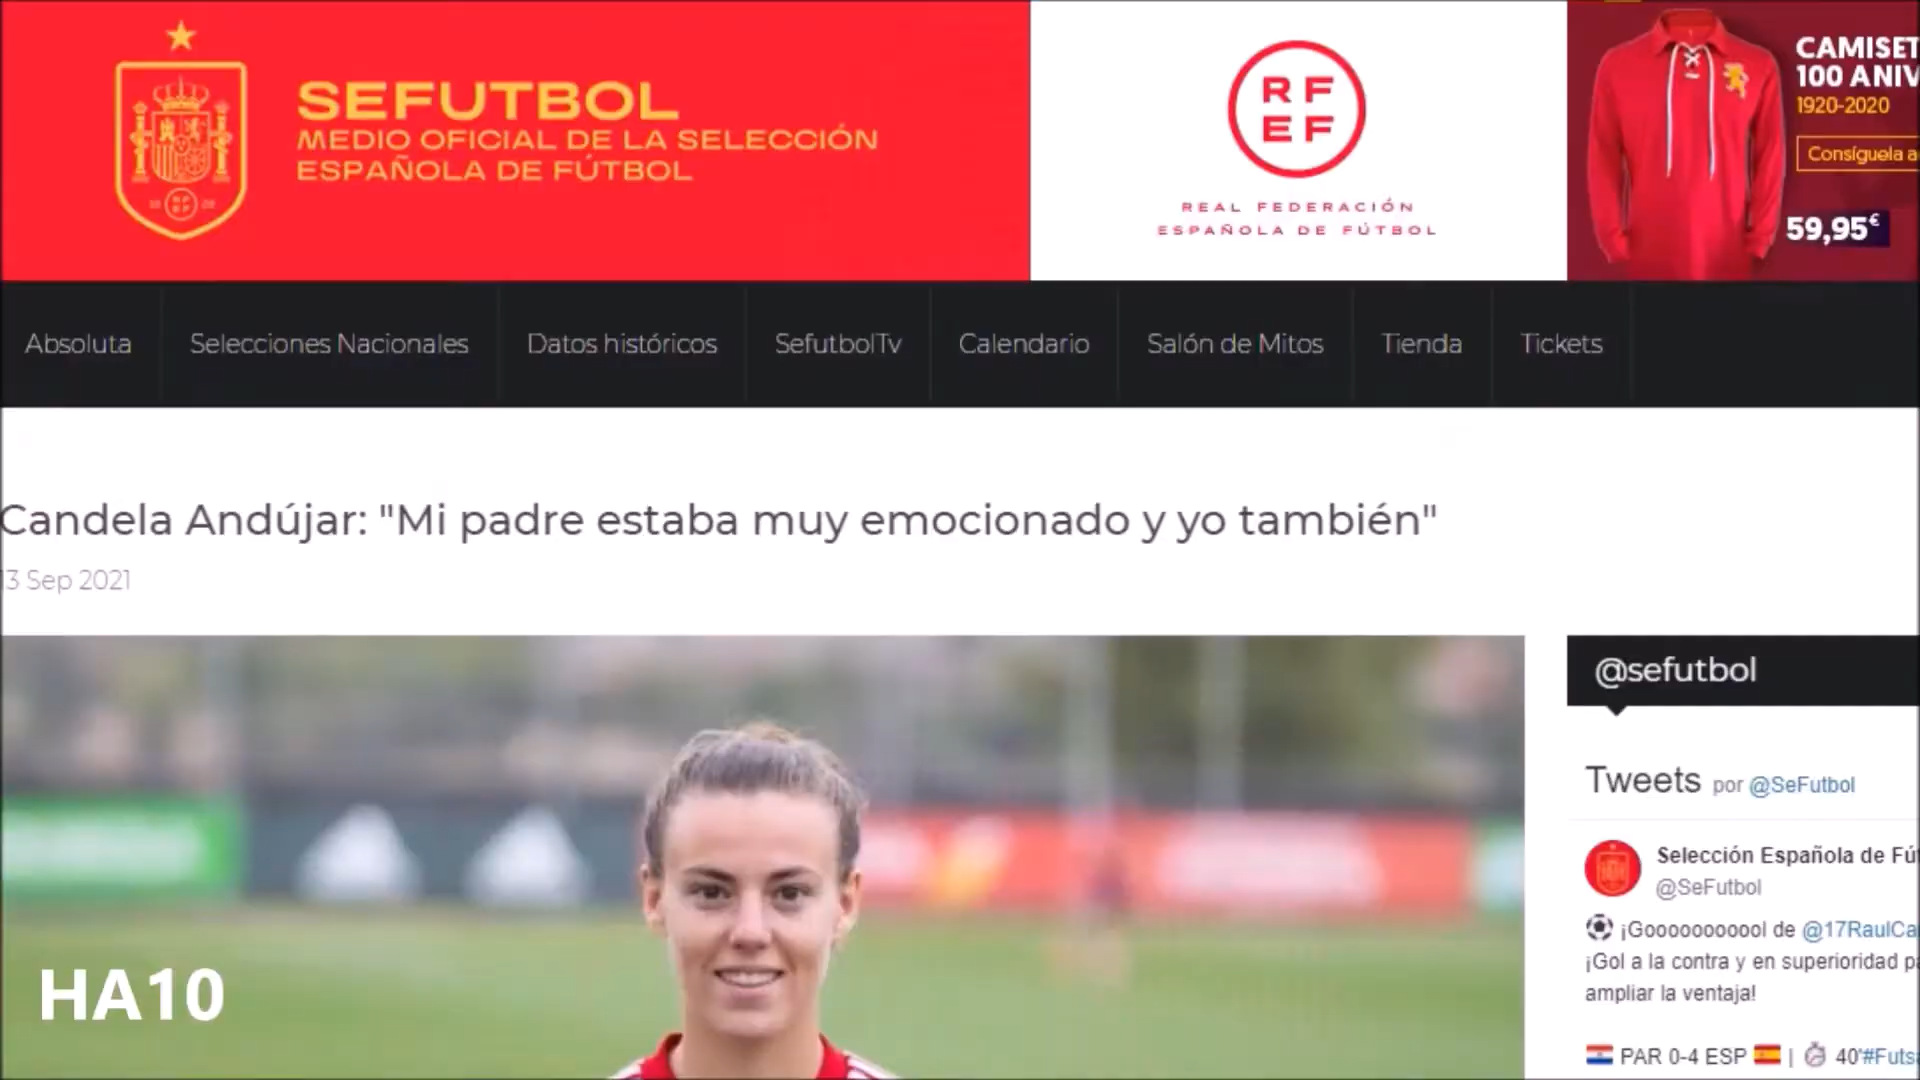 SEFUTBOL
MEDIO OFICIAL DE LA SELECCIÓN
ESPAÑOLA DE FÚTBOL
RF
EF
REAL FEDERACIÓN
ESPAÑOLA DE FÚTBOL
CAMISET
100 ANIV
1920-2020
Consíguela a
59,95€
Absoluta
Selecciones Nacionales
Datos históricos
SefutbolTv
Calendario
Salón de Mitos
Tienda
Tickets
Candela Andújar: "Mi padre estaba muy emocionado y yo también"
13 Sep 2021
@sefutbol
Tweets por @SeFutbol
Selección Española de Fú
@SeFutbol
¡Gooooooooool de @17RaulCa
¡Gol a la contra y en superioridad pa
ampliar la ventaja!
PAR 0-4 ESP | 40'#Futs
HA10